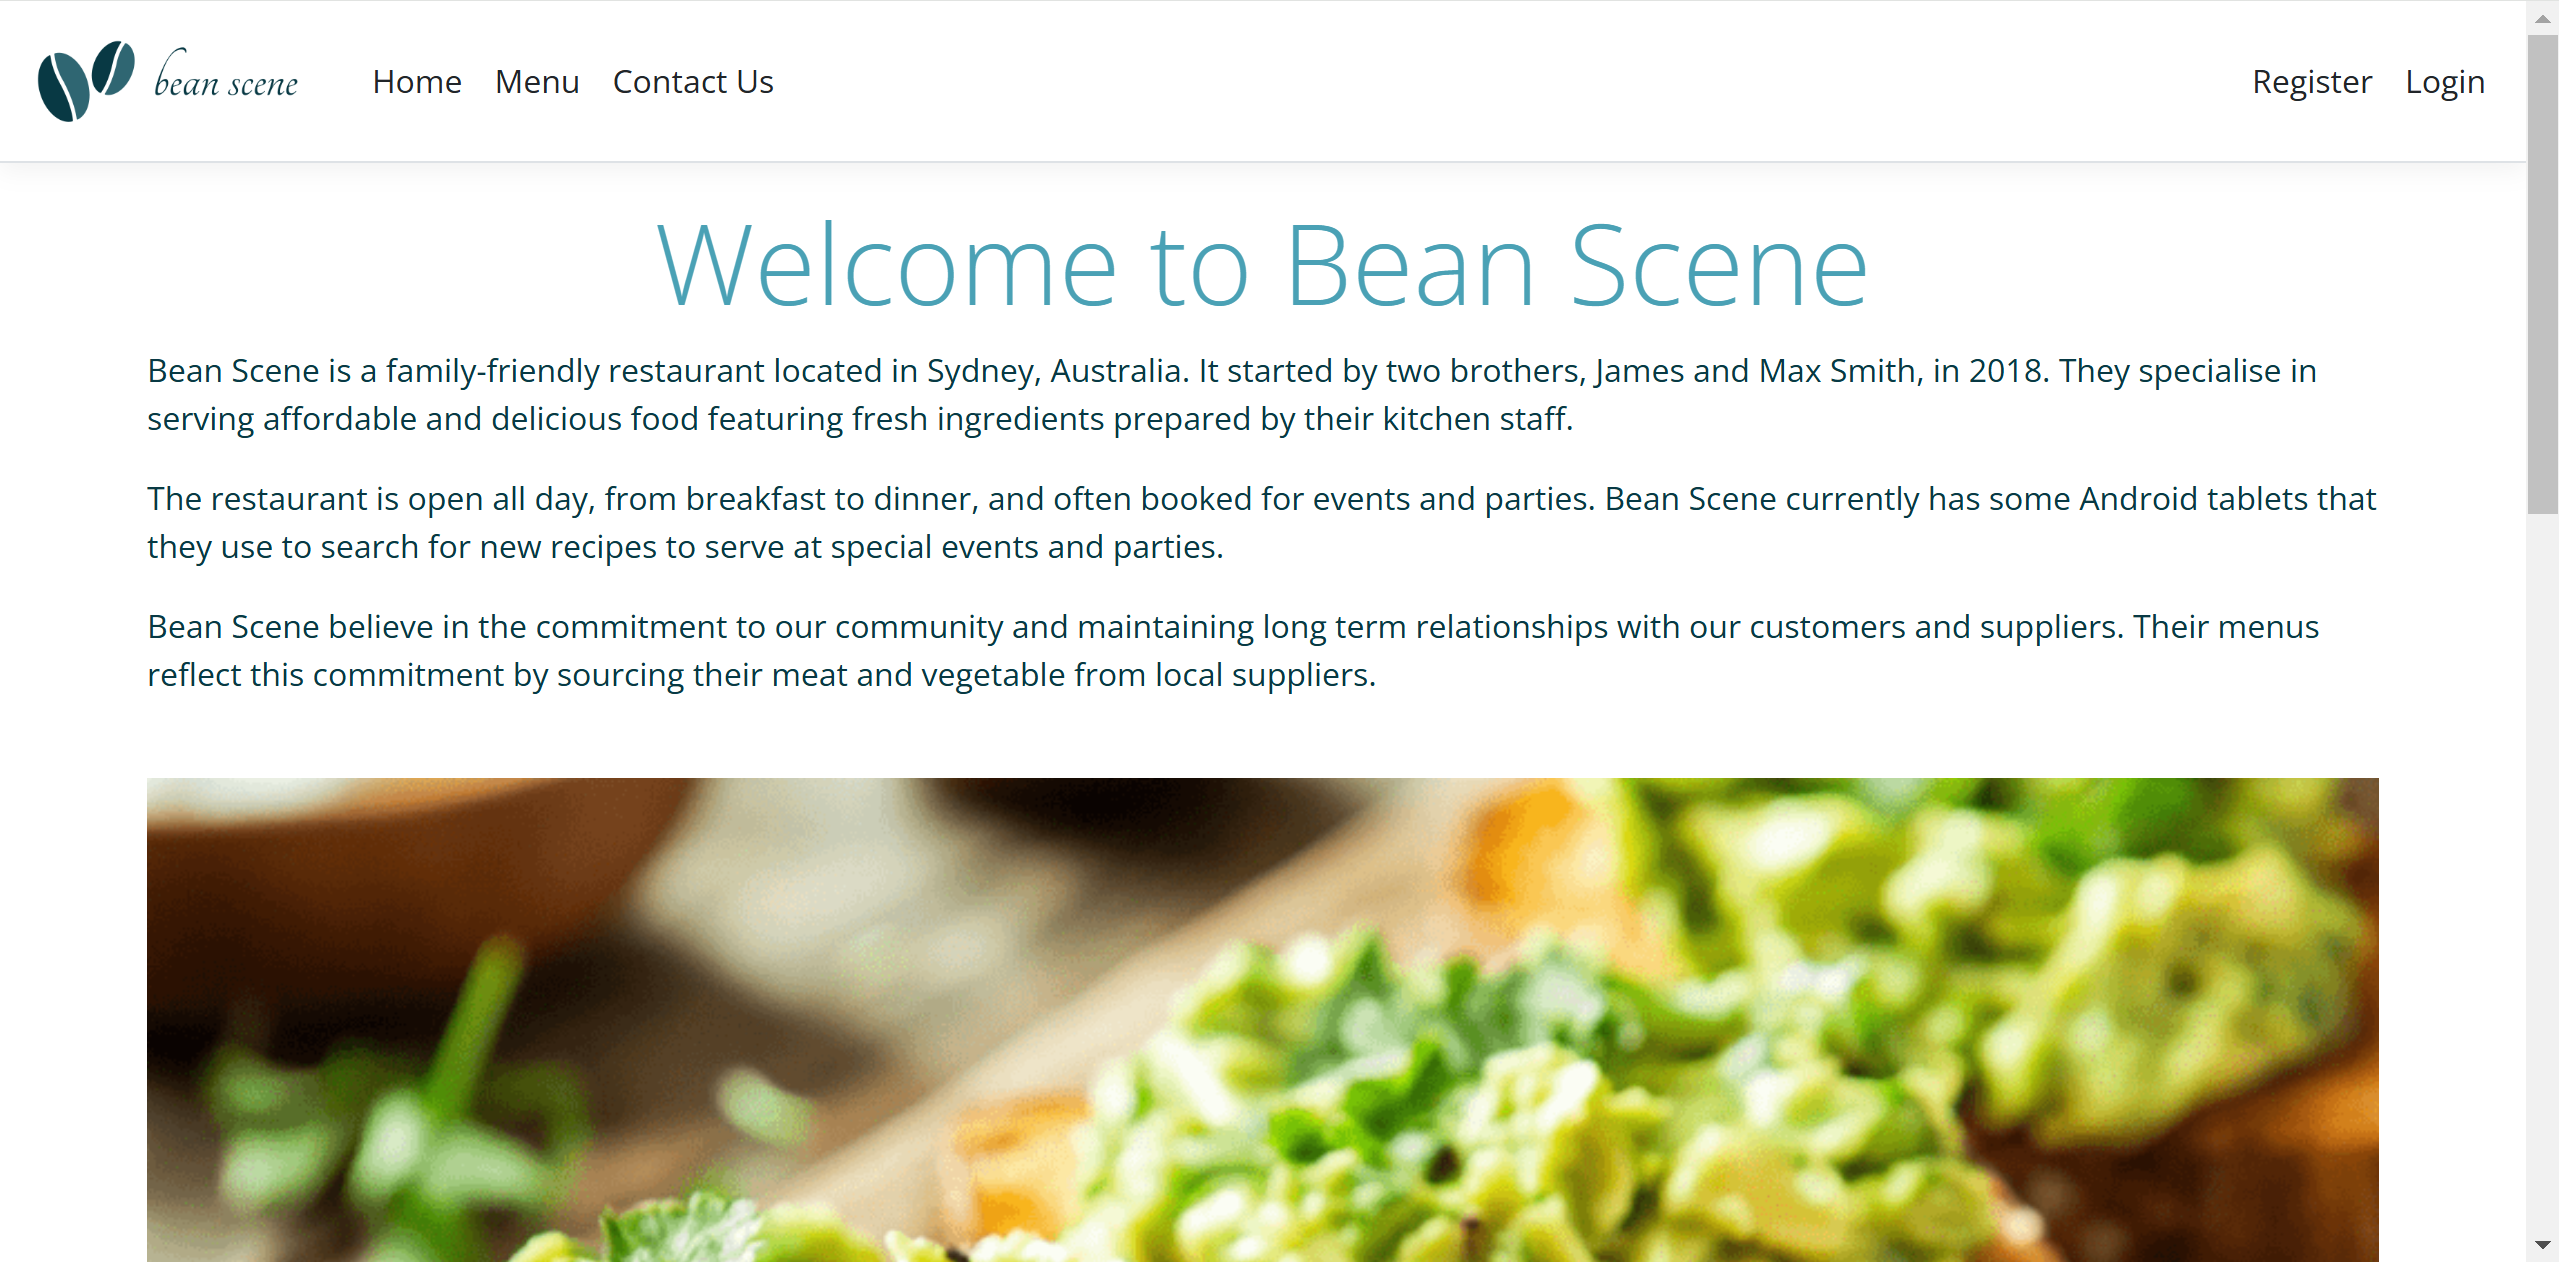 bean scene
Home Menu Contact Us
Register Login
Welcome to Bean Scene
Bean Scene is a family-friendly restaurant located in Sydney, Australia. It started by two brothers, James and Max Smith, in 2018. They specialise in
serving affordable and delicious food featuring fresh ingredients prepared by their kitchen staff.
The restaurant is open all day, from breakfast to dinner, and often booked for events and parties. Bean Scene currently has some Android tablets that
they use to search for new recipes to serve at special events and parties.
Bean Scene believe in the commitment to our community and maintaining long term relationships with our customers and suppliers. Their menus
reflect this commitment by sourcing their meat and vegetable from local suppliers.